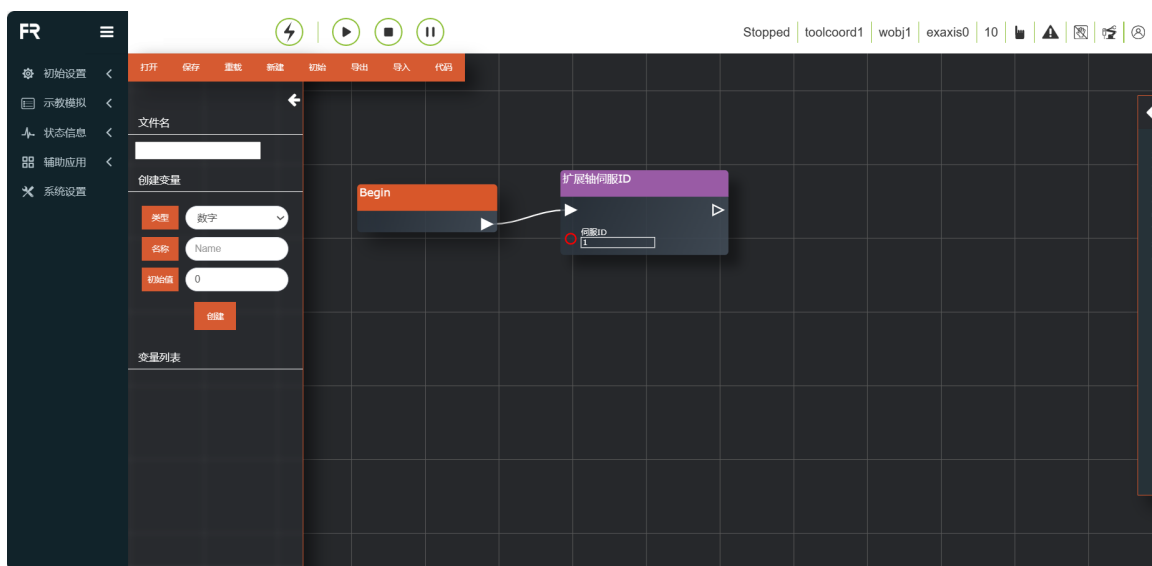 FR
Stopped toolcoord1 wobj1 exaxis0 10
打开 保存 重载 新建 初始 导出 导入 代码
初始设置
示教模拟
状态信息
辅助应用
系统设置
文件名
创建变量
类型 数字
名称 Name
初始值 0
创建
变量列表
Begin
扩展轴伺服ID
伺服ID
1